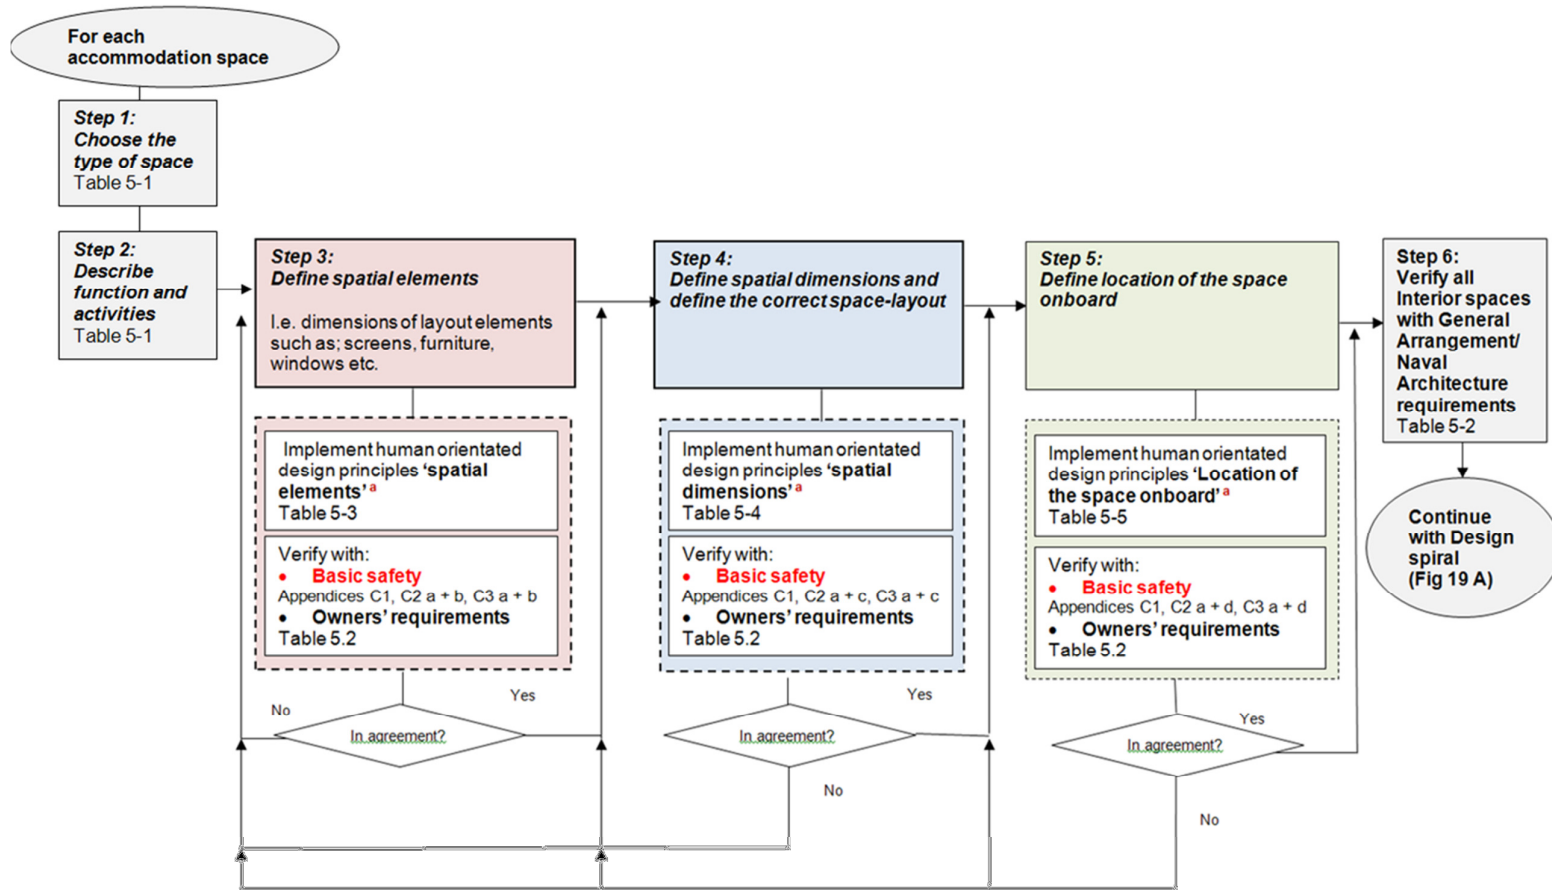 For each
accommodation space
Step 1:
Choose the
type of space
Table 5-1
Step 2:
Describe
function and
activities
Table 5-1
Step 3:
Define spatial elements
I.e. dimensions of layout elements
such as; screens, furniture,
windows etc.
Implement human orientated
design principles ‘spatial
elements’ a
Table 5-3
Verify with:
• Basic safety
Appendices C1, C2 a + b, C3 a + b
• Owners’ requirements
Table 5.2
No
Yes
In agreement?
Step 4:
Define spatial dimensions and
define the correct space-layout
Implement human orientated
design principles ‘spatial
dimensions’ a
Table 5-4
Verify with:
• Basic safety
Appendices C1, C2 a + c, C3 a + c
• Owners’ requirements
Table 5.2
Yes
In agreement?
No
Step 5:
Define location of the space
onboard
Implement human orientated
design principles ‘Location of
the space onboard’ a
Table 5-5
Verify with:
• Basic safety
Appendices C1, C2 a + d, C3 a + d
• Owners’ requirements
Table 5.2
Yes
In agreement?
No
Step 6:
Verify all
Interior spaces
with General
Arrangement/
Naval
Architecture
requirements
Table 5-2
Continue
with Design
spiral
(Fig 19 A)